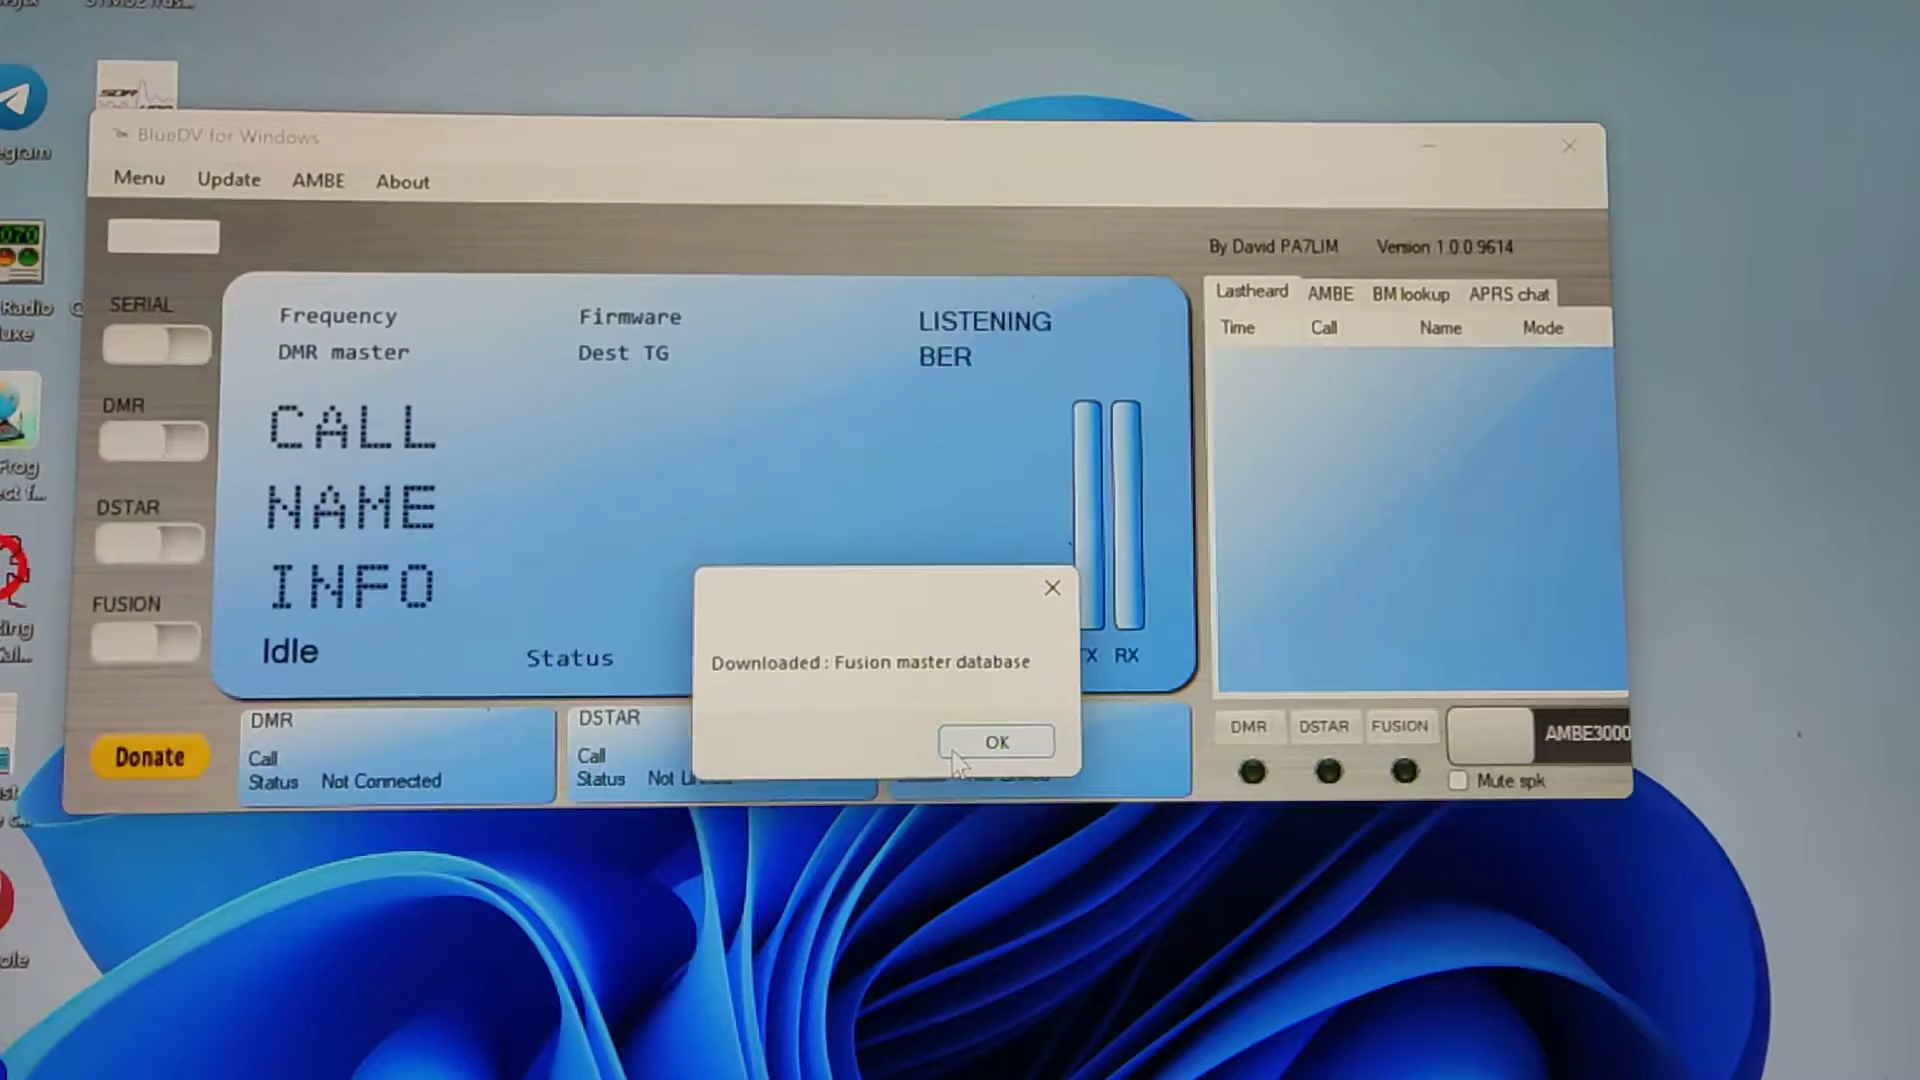 BlueDV for Windows
Menu Update AMBE About
By David PA7LIM Version 1.0.0.9614
SERIAL
DMR
DSTAR
FUSION
Donate
Frequency Firmware LISTENING
DMR master Dest TG BER
CALL
NAME
INFO
Idle Status
RX
Lastheard AMBE BM lookup APRS chat
Time Call Name Mode
Downloaded : Fusion master database
OK
DMR
Call
Status Not Connected
DSTAR
Call
Status Not
DMR DSTAR FUSION
AMBE3000
Mute spk
egram
Radio